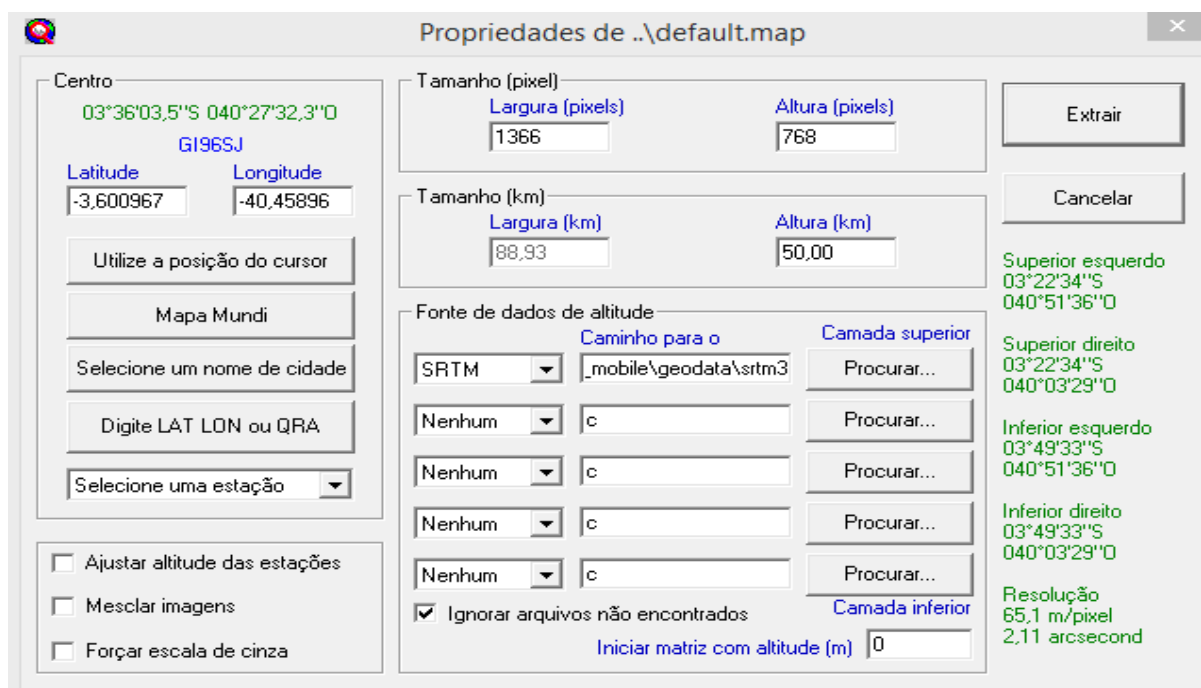 Propriedades de ..\default.map
Centro
03°36'03,5''S 040°27'32,3''O
GI96SJ
Latitude Longitude
-3,600967 -40,45896
Utilize a posição do cursor
Mapa Mundi
Selecione um nome de cidade
Digite LAT LON ou QRA
Selecione uma estação
Ajustar altitude das estações
Mesclar imagens
Forçar escala de cinza
Tamanho (pixel)
Largura (pixels) Altura (pixels)
1366 768
Tamanho (km)
Largura (km) Altura (km)
88,93 50,00
Fonte de dados de altitude
Caminho para o Camada superior
SRTM _mobile\geodata\srtm3 Procurar...
Nenhum c Procurar...
Nenhum c Procurar...
Nenhum c Procurar...
Nenhum c Procurar...
Ignorar arquivos não encontrados Camada inferior
Iniciar matriz com altitude (m) 0
Extrair
Cancelar
Superior esquerdo
03°22'34''S
040°51'36''O
Superior direito
03°22'34''S
040°03'29''O
Inferior esquerdo
03°49'33''S
040°51'36''O
Inferior direito
03°49'33''S
040°03'29''O
Resolução
65,1 m/pixel
2,11 arcsecond